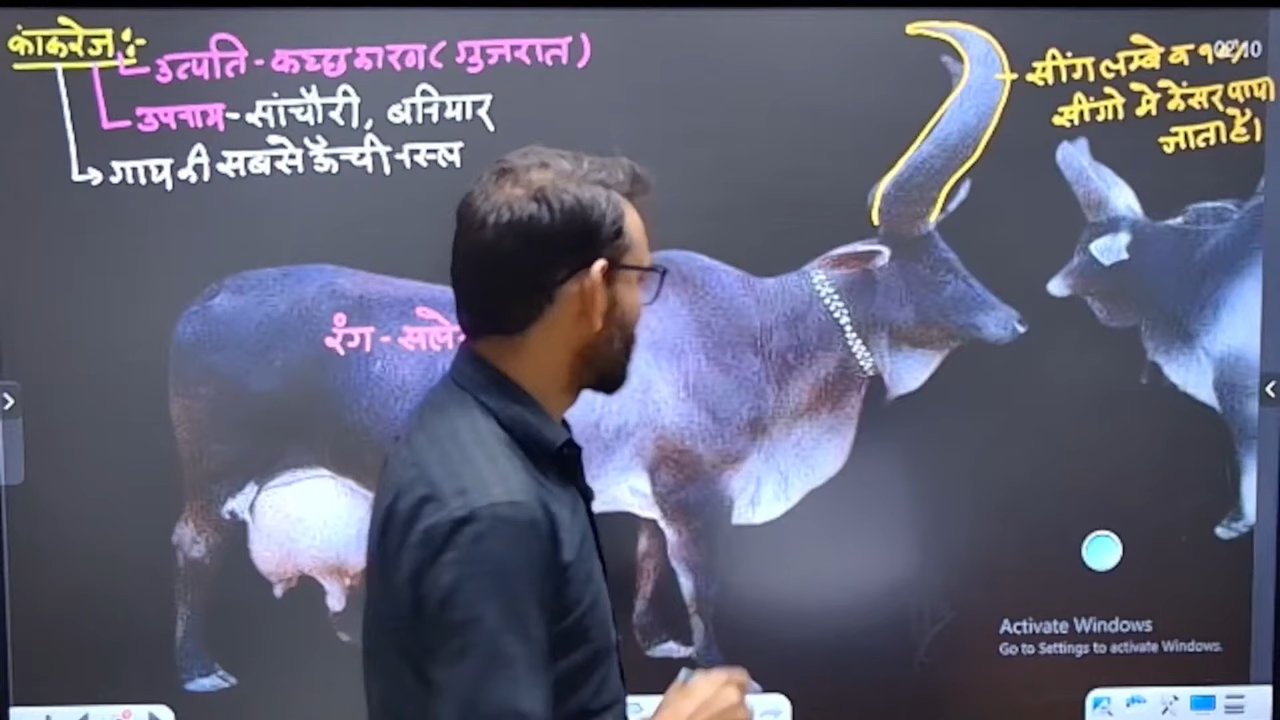 कांकरेज :-
उत्पति - कच्छ का रण ( गुजरात )
उपनाम - सांचौरी, बनियार
गाय की सबसे ऊँची नस्ल
रंग - सले
सींग लम्बे व
सींगो मे केंसर पाया
जाता है।
Activate Windows
Go to Settings to activate Windows.